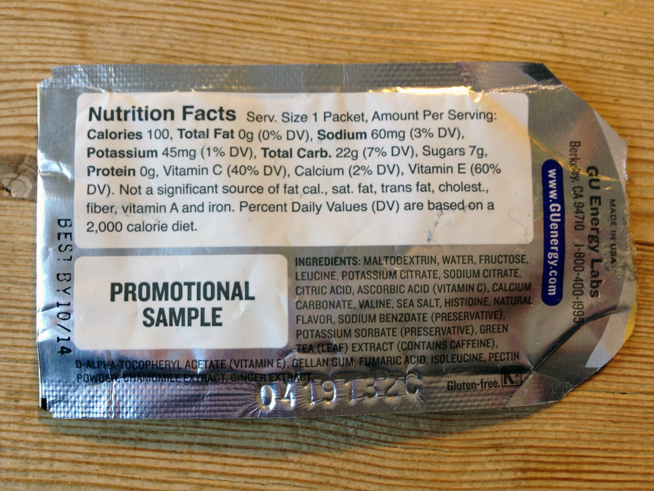 Nutrition Facts Serv. Size 1 Packet, Amount Per Serving:
Calories 100, Total Fat 0g (0% DV), Sodium 60mg (3% DV),
Potassium 45mg (1% DV), Total Carb. 22g (7% DV), Sugars 7g,
Protein 0g, Vitamin C (40% DV), Calcium (2% DV), Vitamin E (60%
DV). Not a significant source of fat cal., sat. fat, trans fat, cholest.,
fiber, vitamin A and iron. Percent Daily Values (DV) are based on a
2,000 calorie diet.
BEST BY 10/14
PROMOTIONAL
SAMPLE
INGREDIENTS: MALTODEXTRIN, WATER, FRUCTOSE,
LEUCINE, POTASSIUM CITRATE, SODIUM CITRATE,
CITRIC ACID, ASCORBIC ACID (VITAMIN C), CALCIUM
CARBONATE, VALINE, SEA SALT, HISTIDINE, NATURAL
FLAVOR, SODIUM BENZOATE (PRESERVATIVE),
POTASSIUM SORBATE (PRESERVATIVE), GREEN
TEA (LEAF) EXTRACT (CONTAINS CAFFEINE),
D-ALPHA-TOCOPHERYL ACETATE (VITAMIN E), GELLAN GUM, FUMARIC ACID, ISOLEUCINE, PECTIN
POWDER, CHAMOMILE EXTRACT, GINGER EXTRACT.
Gluten-free. K
0419132C
MADE IN USA
GU Energy Labs
Berkeley, CA 94710 1-800-400-1995
www.GUenergy.com